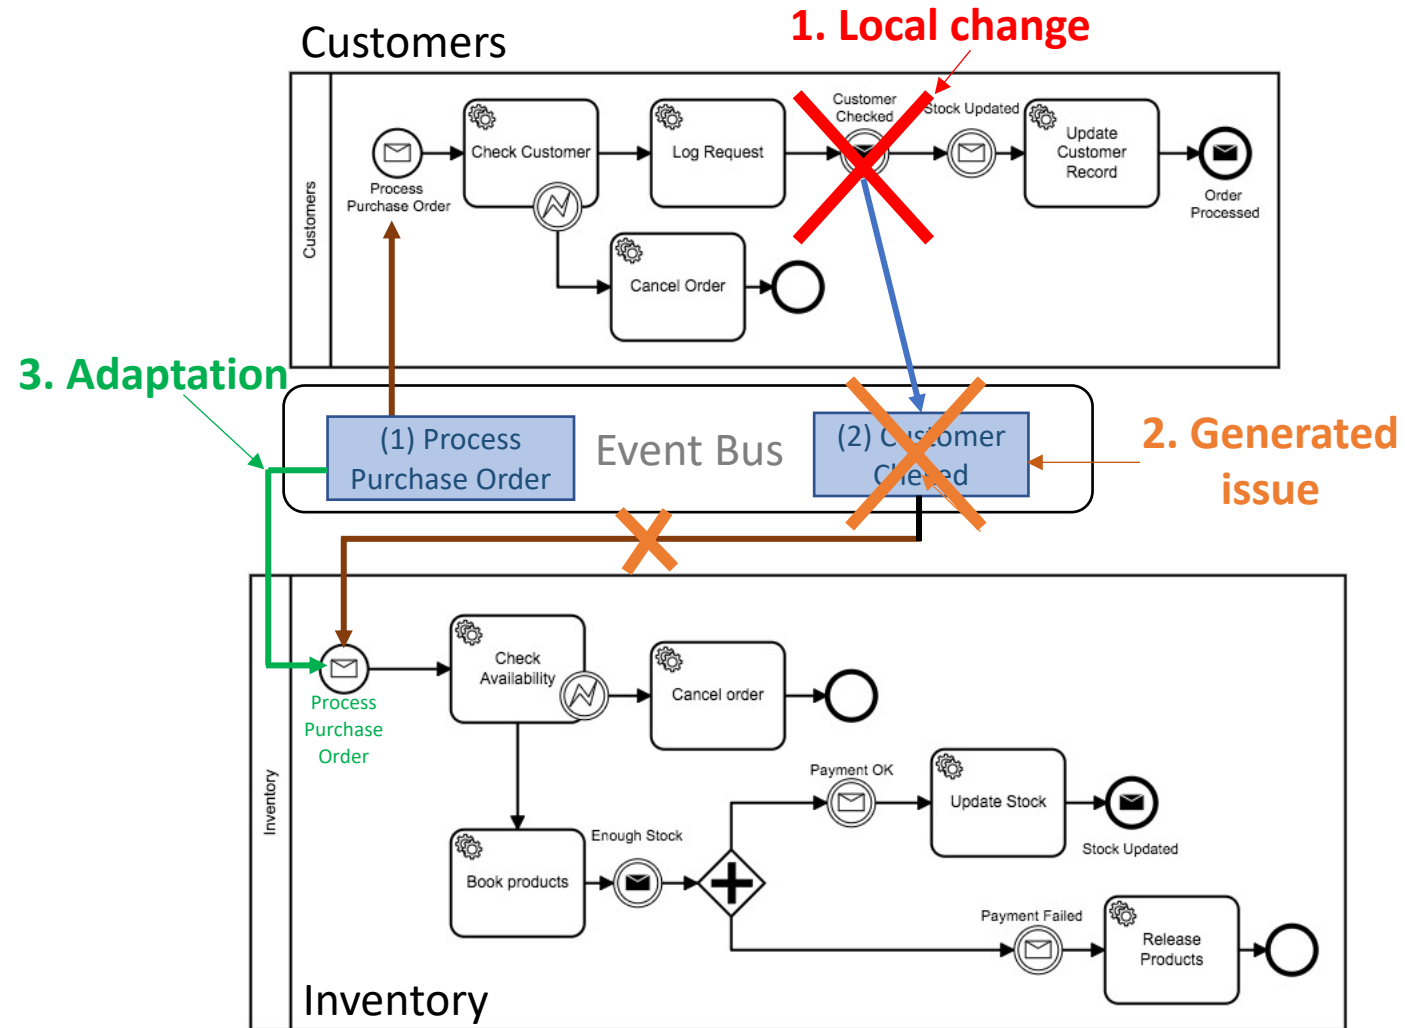 1. Local change
Customers
Customers
Process
Purchase Order
Check Customer
Log Request
Customer
Checked
Stock Updated
Update
Customer
Record
Order
Processed
Cancel Order
3. Adaptation
(1) Process
Purchase Order
Event Bus
(2) Customer
2. Generated
issue
Inventory
Process
Purchase
Order
Check
Availability
Cancel order
Book products
Enough Stock
Payment OK
Update Stock
Stock Updated
Payment Failed
Release
Products
Inventory